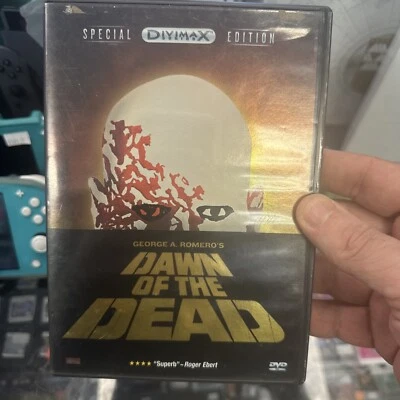 SPECIAL DIVIMAX EDITION
GEORGE A. ROMERO'S
DAWN
OF THE
DEAD
★★★★ "Superb" –Roger Ebert
DVD